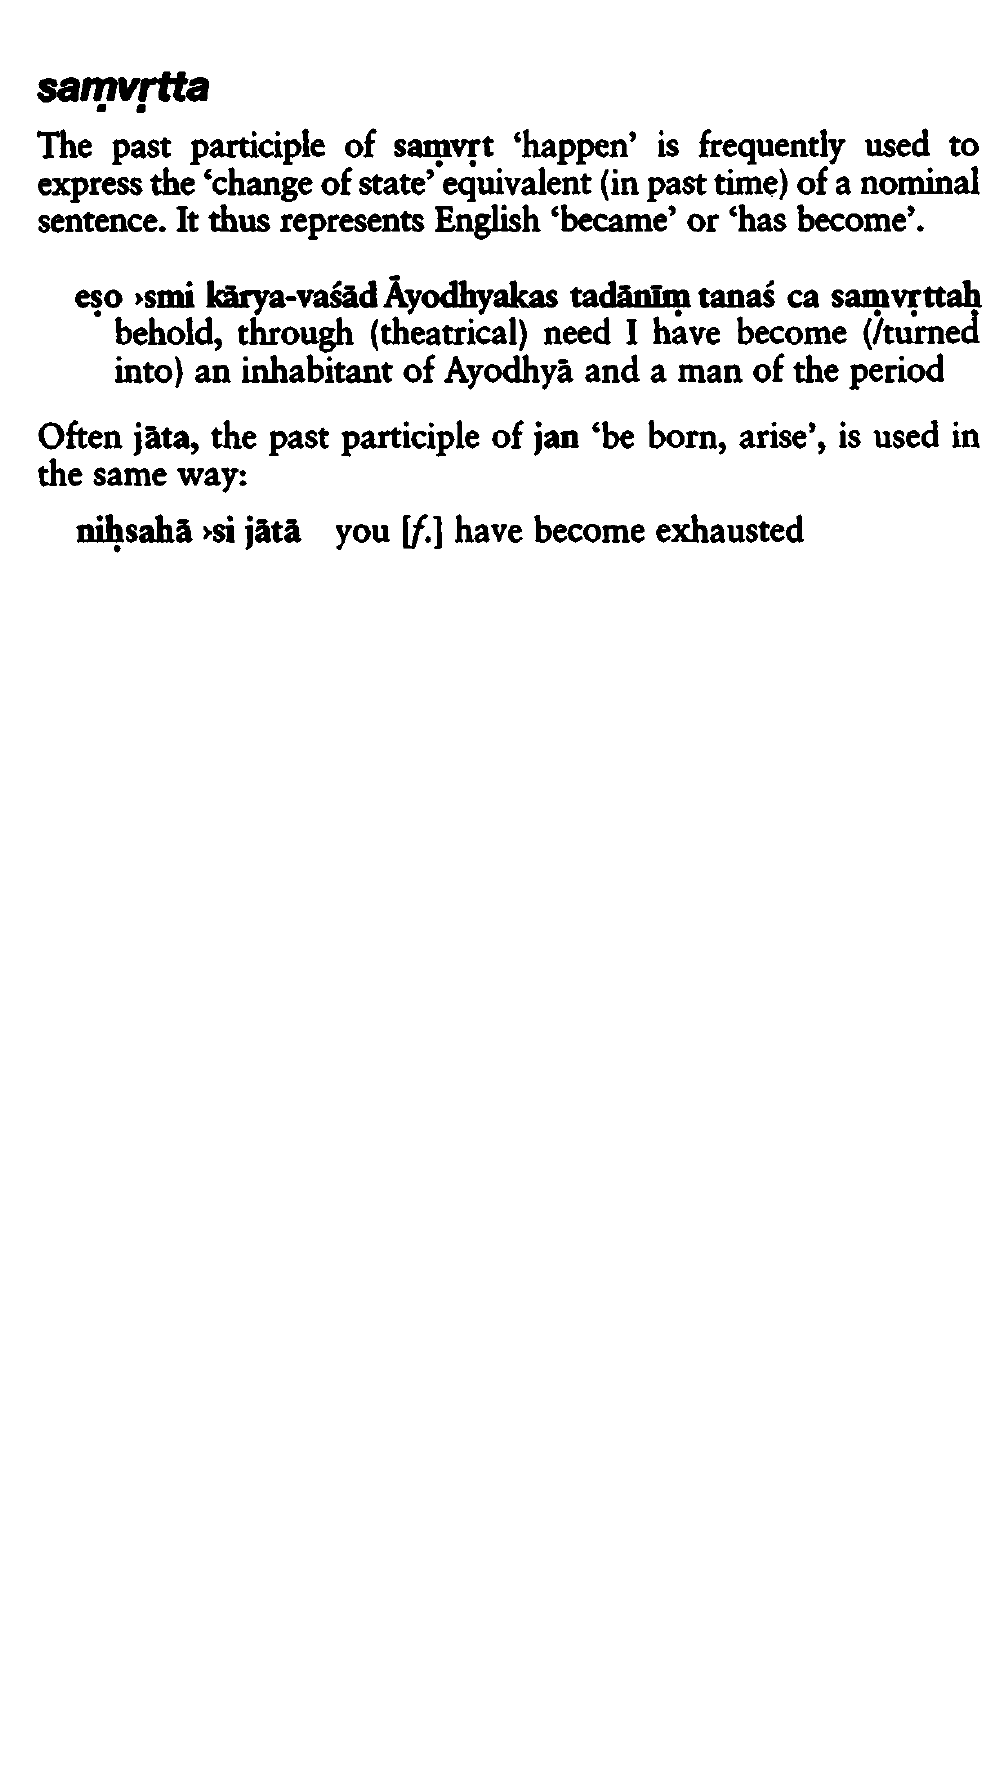 saṃvṛtta
The past participle of saṃvṛt ‘happen’ is frequently used to
express the ‘change of state’ equivalent (in past time) of a nominal
sentence. It thus represents English ‘became’ or ‘has become’.
eṣo ›smi kārya-vaśād Āyodhyakas tadānīṃ tanaś ca saṃvṛttaḥ
behold, through (theatrical) need I have become (/turned
into) an inhabitant of Ayodhyā and a man of the period
Often jāta, the past participle of jan ‘be born, arise’, is used in
the same way:
niḥsahā ›si jātā you [f.] have become exhausted